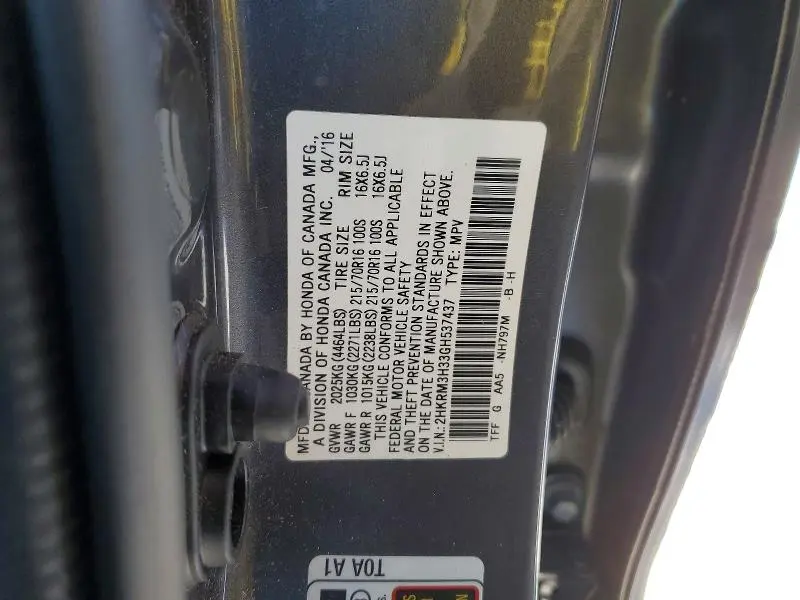 MFD. CANADA BY HONDA OF CANADA MFG.,
A DIVISION OF HONDA CANADA INC. 04/'16
GVWR 2025KG(4464LBS) TIRE SIZE RIM SIZE
GAWR F 1030KG(2271LBS) 215/70R16 100S 16X6.5J
GAWR R 1015KG(2238LBS) 215/70R16 100S 16X6.5J
THIS VEHICLE CONFORMS TO ALL APPLICABLE
FEDERAL MOTOR VEHICLE SAFETY
AND THEFT PREVENTION STANDARDS IN EFFECT
ON THE DATE OF MANUFACTURE SHOWN ABOVE.
V.I.N.:2HKRM3H33GH537437 TYPE: MPV
TFF G AA5 -NH797M -B -H
T0A A1